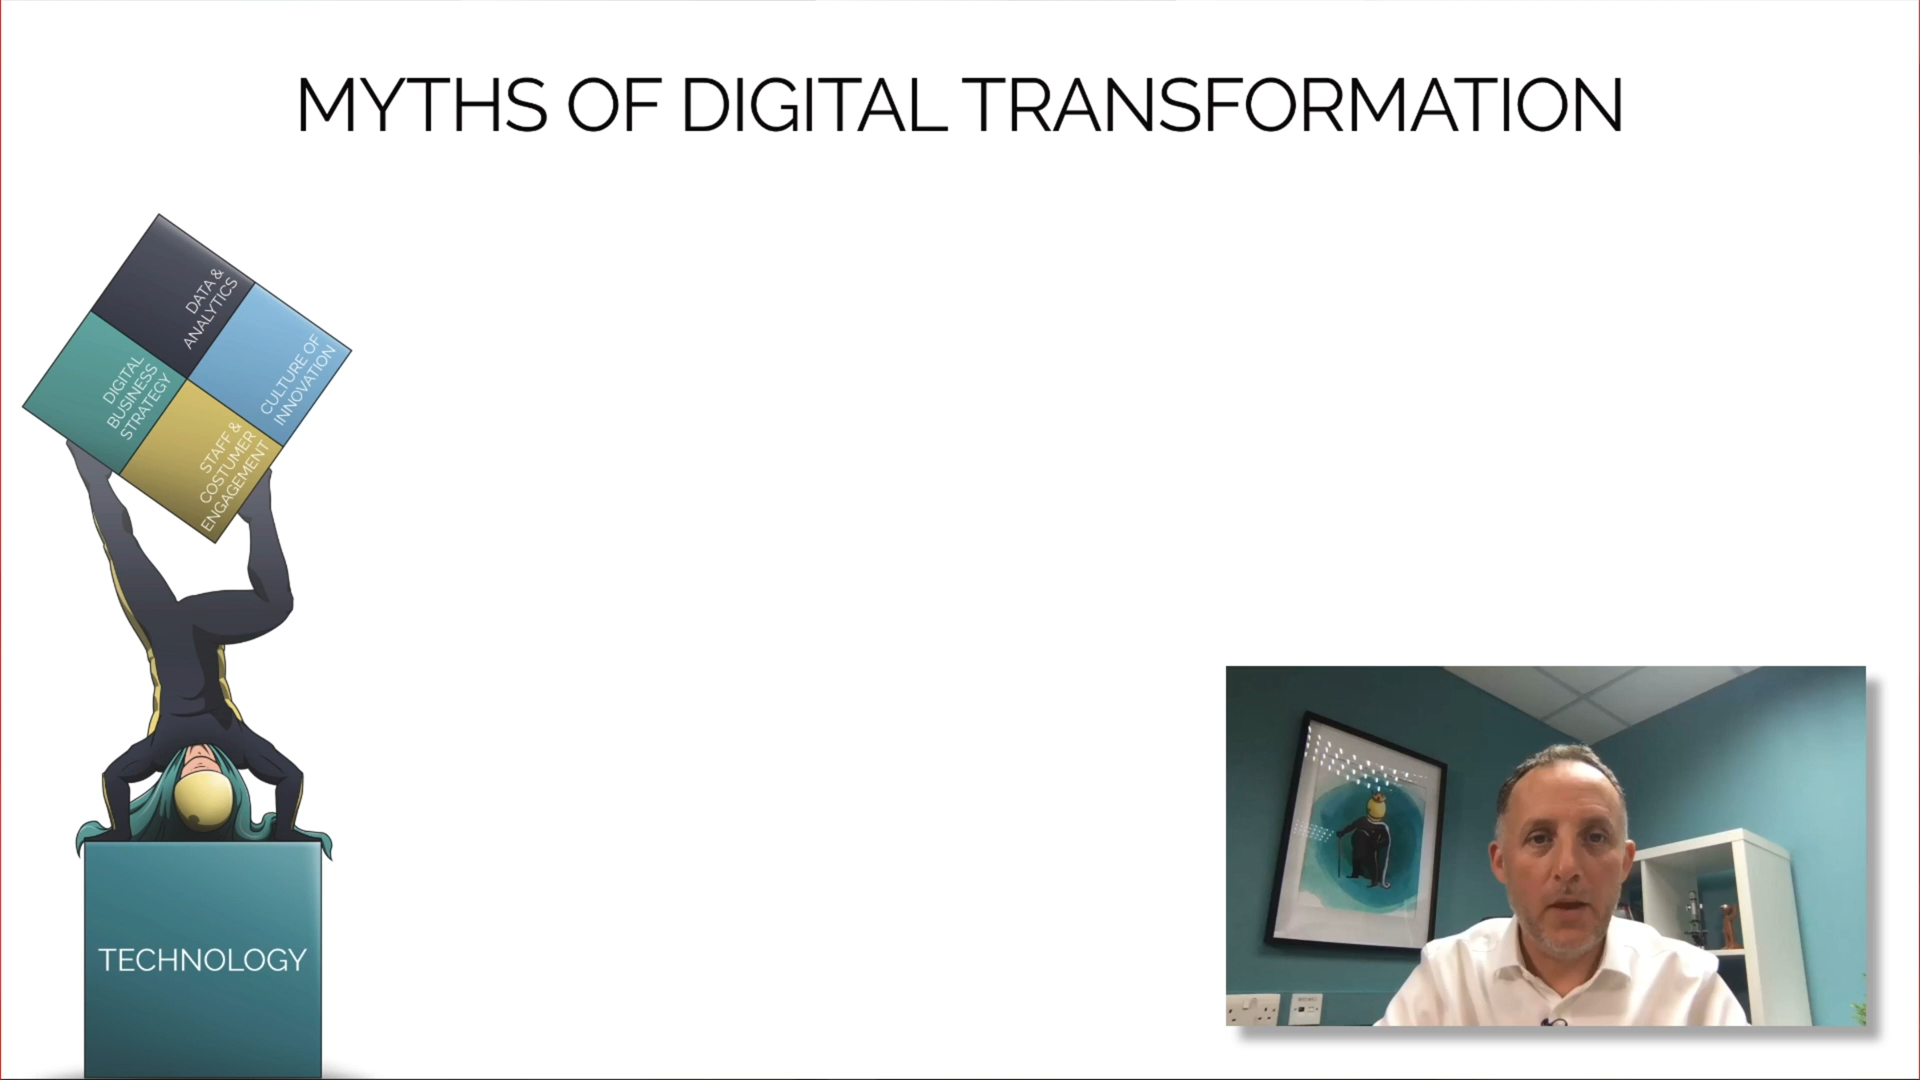 MYTHS OF DIGITAL TRANSFORMATION
DATA &
ANALYTICS
CULTURE OF
INNOVATION
DIGITAL
BUSINESS
STRATEGY
STAFF &
COSTUMER
ENGAGEMENT
TECHNOLOGY